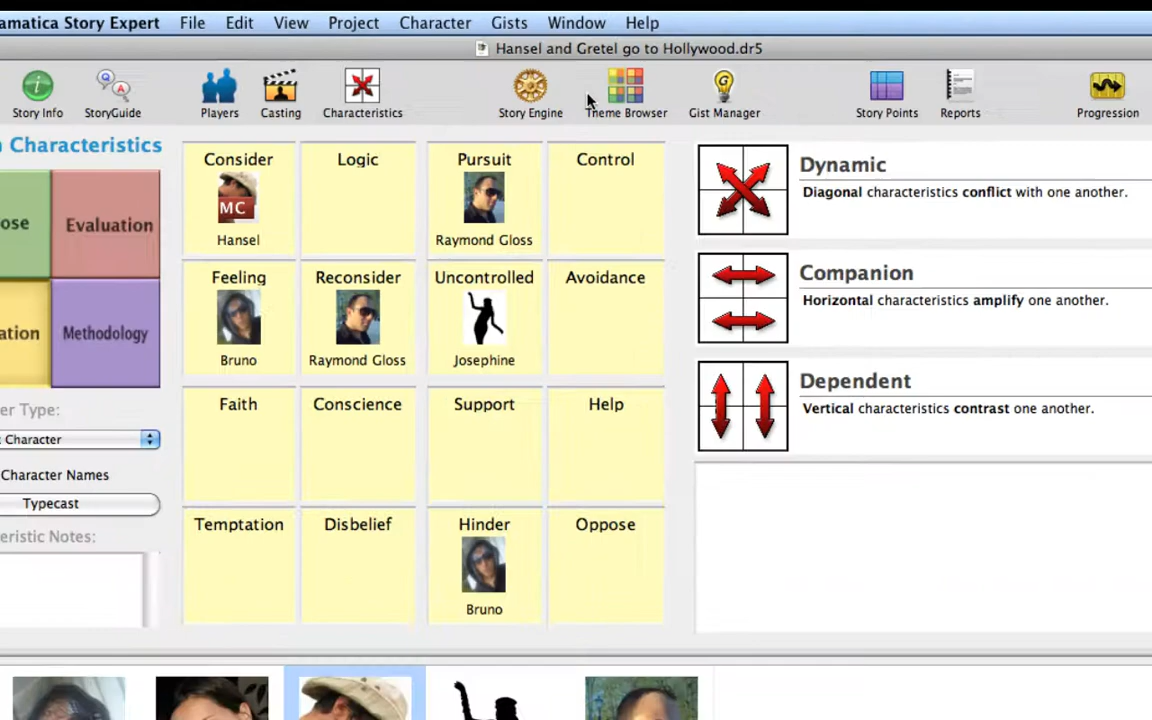 amatica Story Expert File Edit View Project Character Gists Window Help
Hansel and Gretel go to Hollywood.dr5
Story Info StoryGuide Players Casting Characteristics Story Engine Theme Browser Gist Manager Story Points Reports Progression
Characteristics
ose Evaluation
ation Methodology
er Type:
Character
Character Names
Typecast
eristic Notes:
Consider Logic Pursuit Control
MC
Hansel Raymond Gloss
Feeling Reconsider Uncontrolled Avoidance
Bruno Raymond Gloss Josephine
Faith Conscience Support Help
Temptation Disbelief Hinder Oppose
Bruno
Dynamic
Diagonal characteristics conflict with one another.
Companion
Horizontal characteristics amplify one another.
Dependent
Vertical characteristics contrast one another.